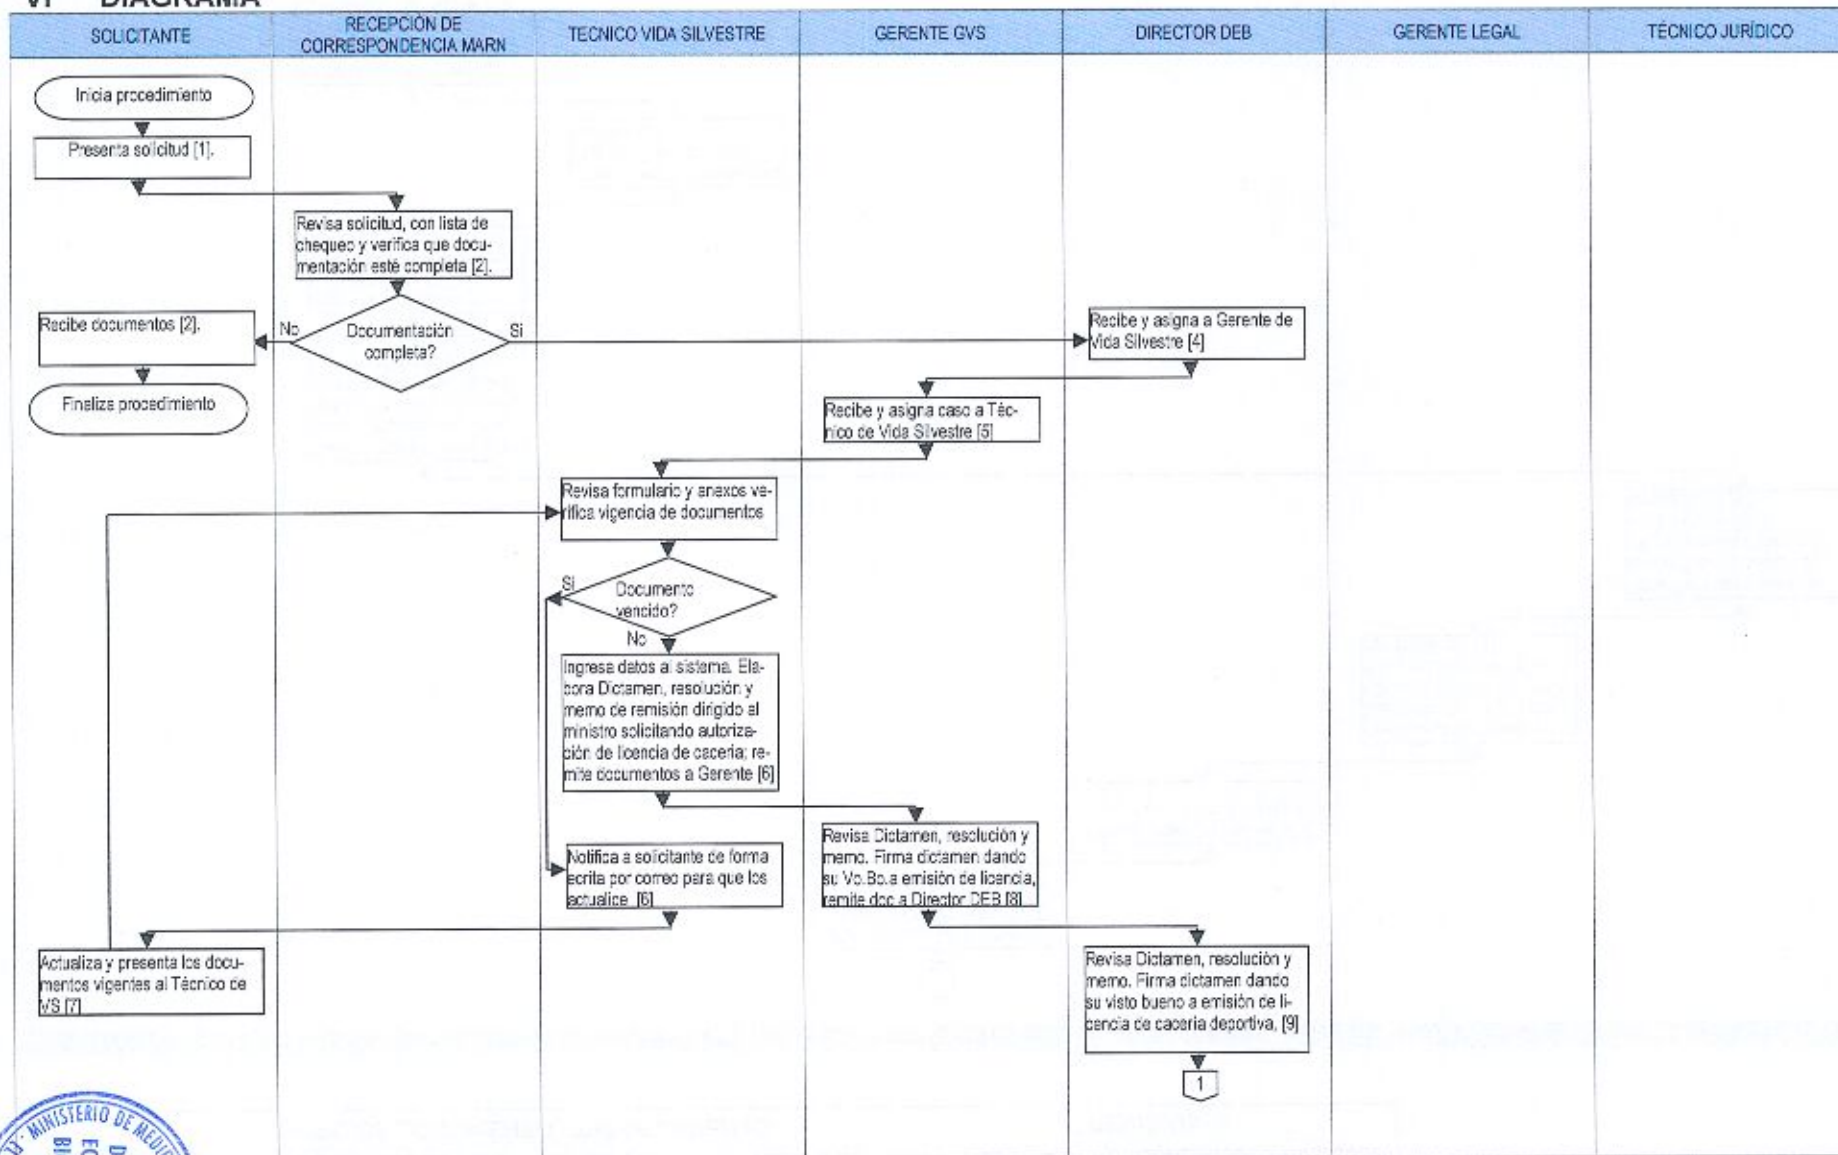 VI DIAGRAMA
SOLICITANTE
RECEPCIÓN DE
CORRESPONDENCIA MARN
TECNICO VIDA SILVESTRE
GERENTE GVS
DIRECTOR DEB
GERENTE LEGAL
TÉCNICO JURÍDICO
Inicia procedimiento
Presenta solicitud [1].
Revisa solicitud, con lista de
chequeo y verifica que docu-
mentación esté completa [2].
Documentación
completa?
No
Si
Recibe documentos [2].
Finaliza procedimiento
Recibe y asigna a Gerente de
Vida Silvestre [4]
Recibe y asigna caso a Téc-
nico de Vida Silvestre [5]
Revisa formulario y anexos ve-
rifica vigencia de documentos
Documento
vencido?
Si
No
Ingresa datos al sistema. Ela-
bora Dictamen, resolución y
memo de remisión dirigido al
ministro solicitando autoriza-
ción de licencia de caceria; re-
mite documentos a Gerente [6]
Notifica a solicitante de forma
ecrita por correo para que los
actualice [6]
Actualiza y presenta los docu-
mentos vigentes al Técnico de
VS [7]
Revisa Dictamen, resolución y
memo. Firma dictamen dando
su Vo.Bo.a emisión de licencia,
remite doc a Director DEB [8]
Revisa Dictamen, resolución y
memo. Firma dictamen dando
su visto bueno a emisión de li-
cencia de caceria deportiva, [9]
1
MINISTERIO DE MEDIO